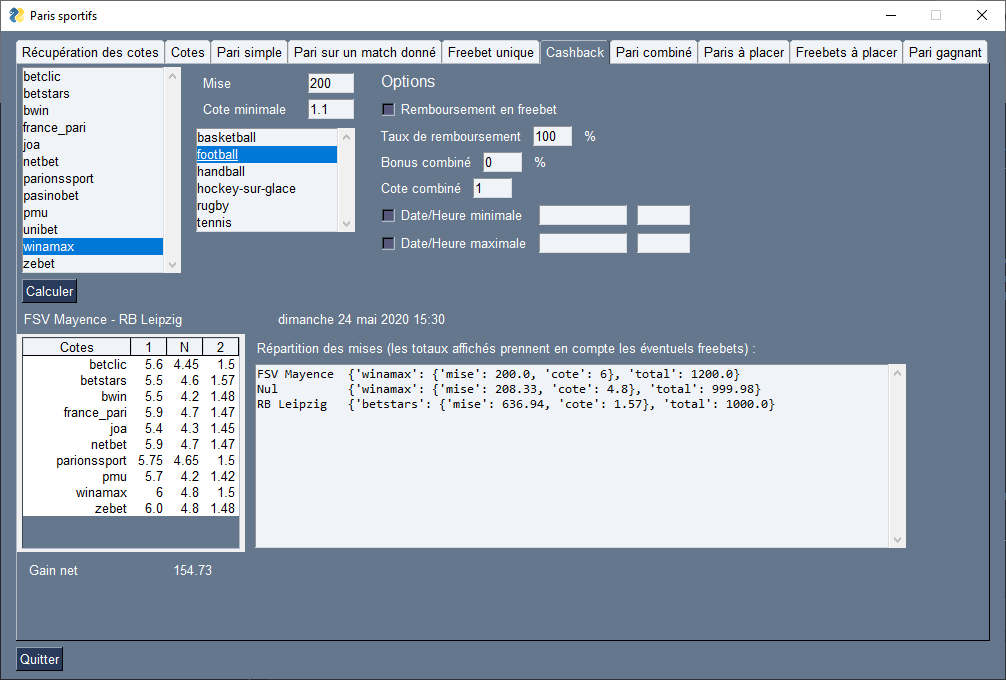 Paris sportifs
Récupération des cotes Cotes Pari simple Pari sur un match donné Freebet unique Cashback Pari combiné Paris à placer Freebets à placer Pari gagnant
betclic
betstars
bwin
france_pari
joa
netbet
parionssport
pasinobet
pmu
unibet
winamax
zebet
Mise 200
Cote minimale 1.1
basketball
football
handball
hockey-sur-glace
rugby
tennis
Options
Remboursement en freebet
Taux de remboursement 100 %
Bonus combiné 0 %
Cote combiné 1
Date/Heure minimale
Date/Heure maximale
Calculer
FSV Mayence - RB Leipzig dimanche 24 mai 2020 15:30
Cotes 1 N 2
betclic 5.6 4.45 1.5
betstars 5.5 4.6 1.57
bwin 5.5 4.2 1.48
france_pari 5.9 4.7 1.47
joa 5.4 4.3 1.45
netbet 5.9 4.7 1.47
parionssport 5.75 4.65 1.5
pmu 5.7 4.2 1.42
winamax 6 4.8 1.5
zebet 6.0 4.8 1.48
Répartition des mises (les totaux affichés prennent en compte les éventuels freebets) :
FSV Mayence {'winamax': {'mise': 200.0, 'cote': 6}, 'total': 1200.0}
Nul {'winamax': {'mise': 208.33, 'cote': 4.8}, 'total': 999.98}
RB Leipzig {'betstars': {'mise': 636.94, 'cote': 1.57}, 'total': 1000.0}
Gain net 154.73
Quitter